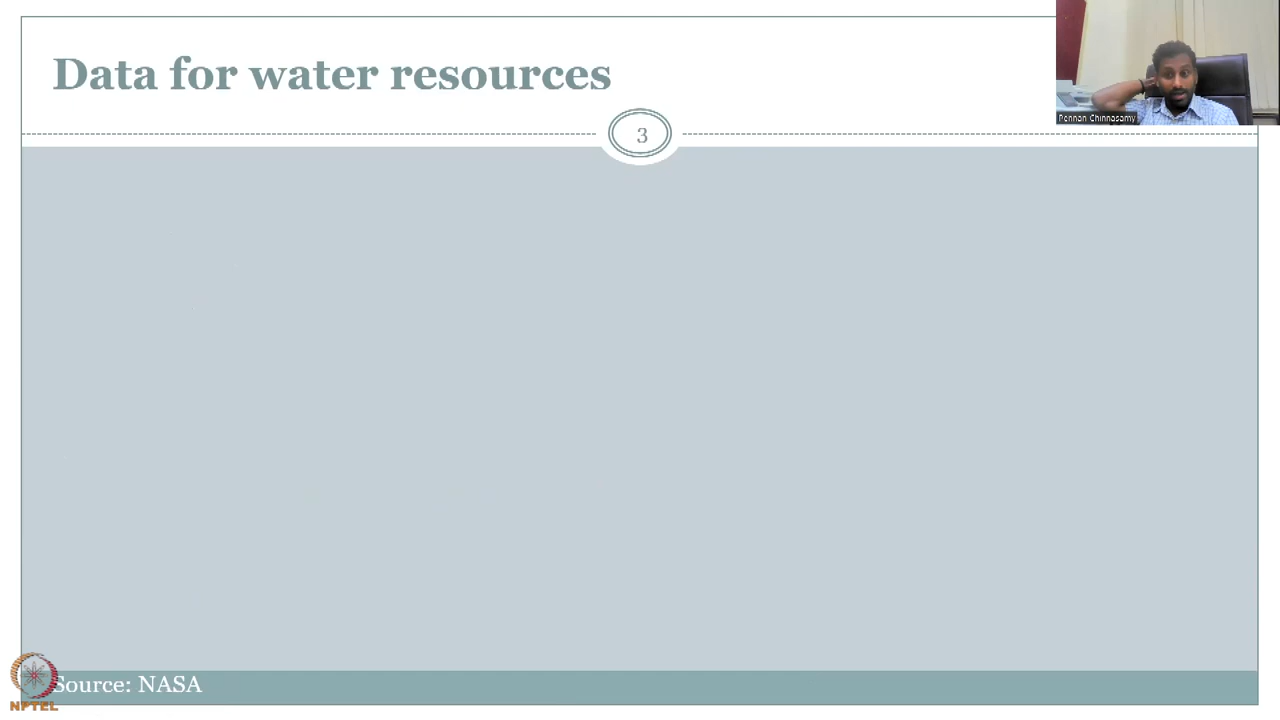 Data for water resources
3
Pennan Chinnasamy
Source: NASA
NPTEL